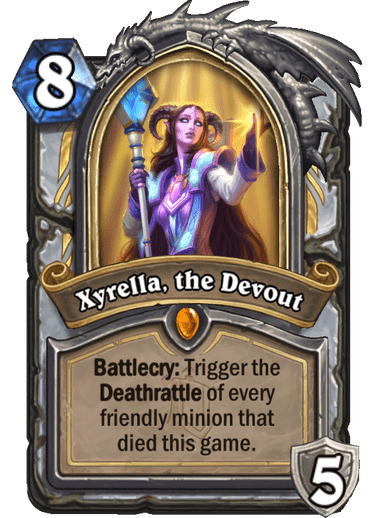 8
Xyrella, the Devout
Battlecry: Trigger the
Deathrattle of every
friendly minion that
died this game.
5